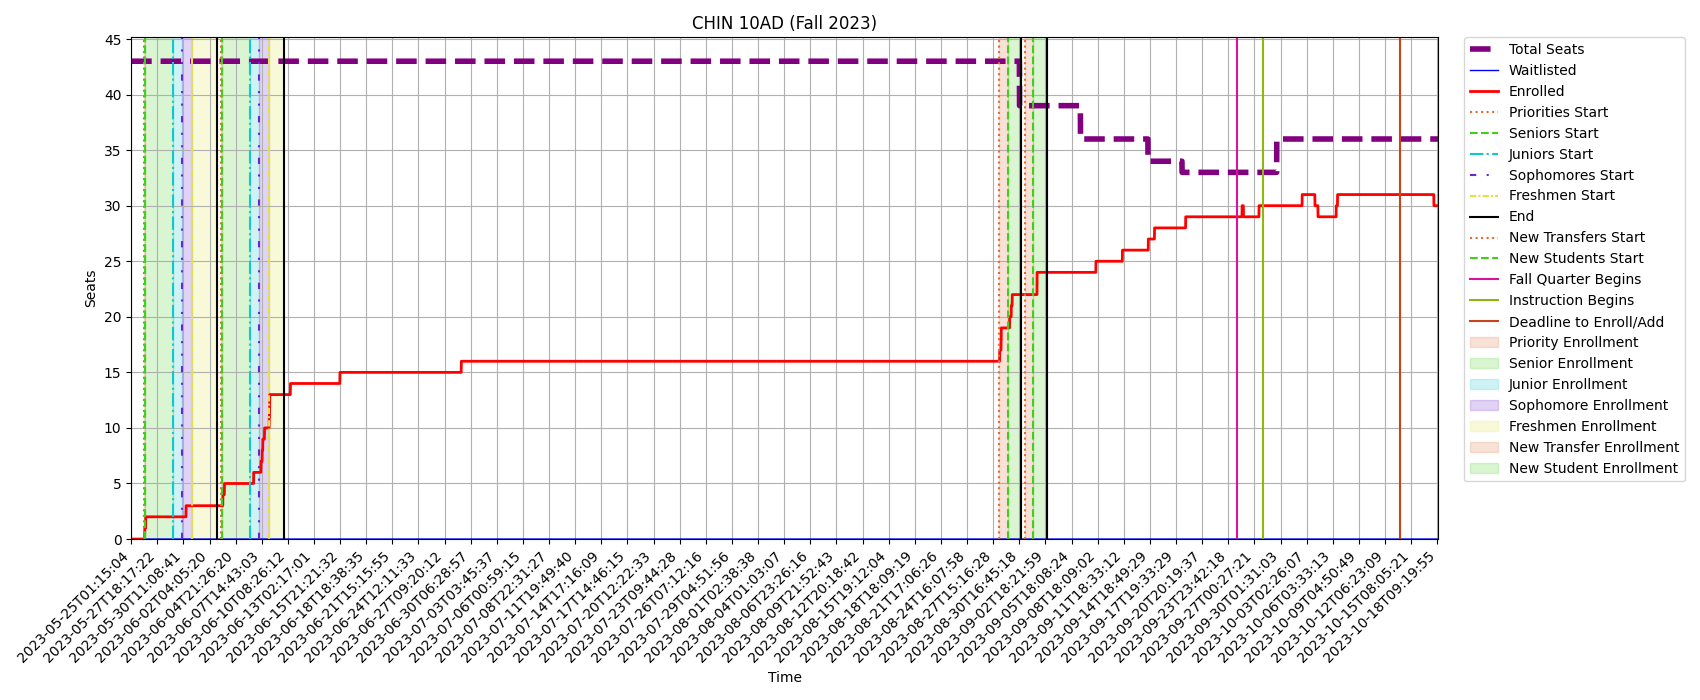 CHIN 10AD (Fall 2023)
Seats
45
40
35
30
25
20
15
10
5
0
2023-05-25T01:15:04
2023-05-27T18:17:22
2023-05-30T11:08:41
2023-06-02T04:05:20
2023-06-04T21:26:20
2023-06-07T14:43:03
2023-06-10T08:26:12
2023-06-13T02:17:01
2023-06-15T21:21:32
2023-06-18T18:38:35
2023-06-21T15:15:55
2023-06-24T12:11:33
2023-06-27T09:20:12
2023-06-30T06:28:57
2023-07-03T03:45:37
2023-07-06T00:59:15
2023-07-08T22:31:27
2023-07-11T19:49:40
2023-07-14T17:16:09
2023-07-17T14:46:15
2023-07-20T12:22:33
2023-07-23T09:44:28
2023-07-26T07:12:16
2023-07-29T04:51:56
2023-08-01T02:38:38
2023-08-04T01:03:07
2023-08-06T23:26:16
2023-08-09T21:52:43
2023-08-12T20:18:42
2023-08-15T19:12:04
2023-08-18T18:09:19
2023-08-21T17:06:26
2023-08-24T16:07:58
2023-08-27T15:16:28
2023-08-30T16:45:18
2023-09-02T18:21:59
2023-09-05T18:08:24
2023-09-08T18:09:02
2023-09-11T18:33:12
2023-09-14T18:49:29
2023-09-17T19:33:29
2023-09-20T20:19:37
2023-09-23T23:42:18
2023-09-27T00:27:21
2023-09-30T01:31:03
2023-10-03T02:26:07
2023-10-06T03:33:13
2023-10-09T04:50:49
2023-10-12T06:23:09
2023-10-15T08:05:21
2023-10-18T09:19:55
Time
Total Seats
Waitlisted
Enrolled
Priorities Start
Seniors Start
Juniors Start
Sophomores Start
Freshmen Start
End
New Transfers Start
New Students Start
Fall Quarter Begins
Instruction Begins
Deadline to Enroll/Add
Priority Enrollment
Senior Enrollment
Junior Enrollment
Sophomore Enrollment
Freshmen Enrollment
New Transfer Enrollment
New Student Enrollment